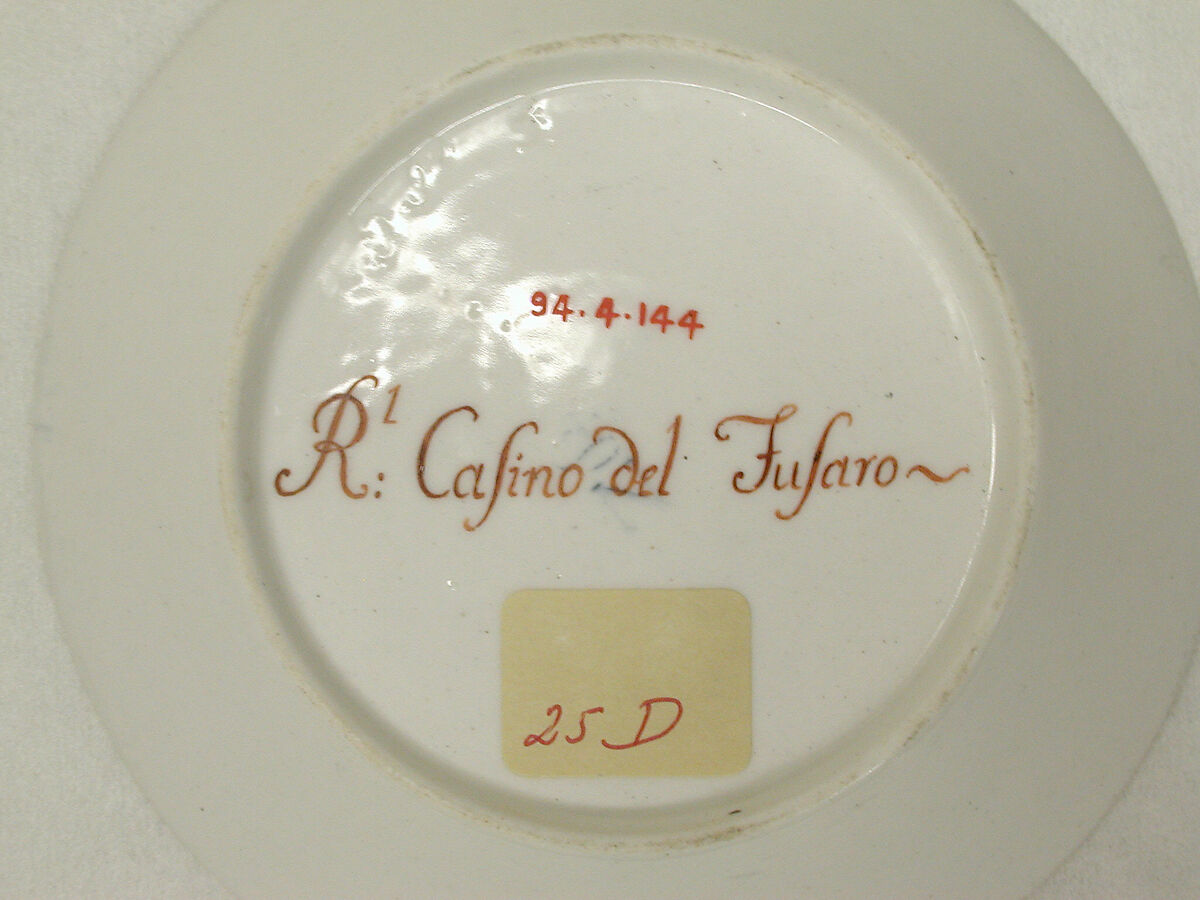 94.4.144
R.l: Caſino del Fuſaro~
25 D